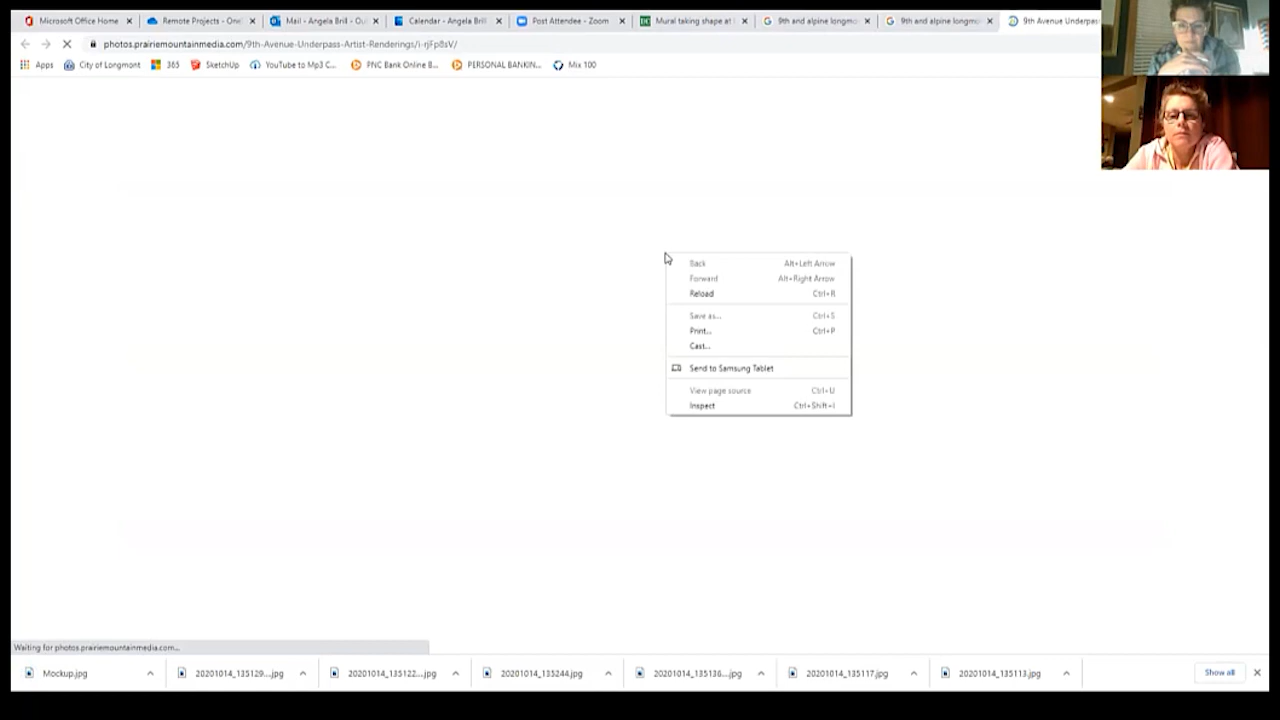 Microsoft Office Home
Remote Projects - One
Mail - Angela Brill - Ou
Calendar - Angela Brill
Post Attendee - Zoom
Mural taking shape at
9th and alpine longmo
9th and alpine longmo
9th Avenue Underpas
photos.prairiemountainmedia.com/9th-Avenue-Underpass-Artist-Renderings/i-rjFp8sV/
Apps
City of Longmont
365
SketchUp
YouTube to Mp3 C...
PNC Bank Online B...
PERSONAL BANKIN...
Mix 100
Back Alt+Left Arrow
Forward Alt+Right Arrow
Reload Ctrl+R
Save as... Ctrl+S
Print... Ctrl+P
Cast...
Send to Samsung Tablet
View page source Ctrl+U
Inspect Ctrl+Shift+I
Waiting for photos.prairiemountainmedia.com...
Mockup.jpg
20201014_135129...jpg
20201014_135122...jpg
20201014_135244.jpg
20201014_135136...jpg
20201014_135117.jpg
20201014_135113.jpg
Show all